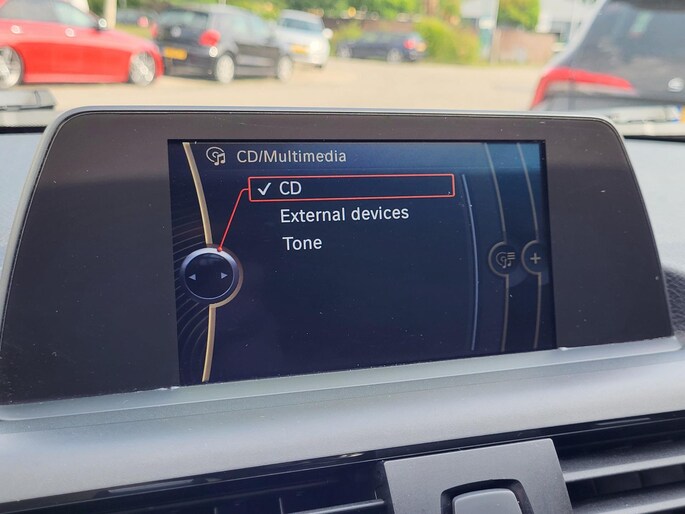 CD/Multimedia
✓ CD
External devices
Tone